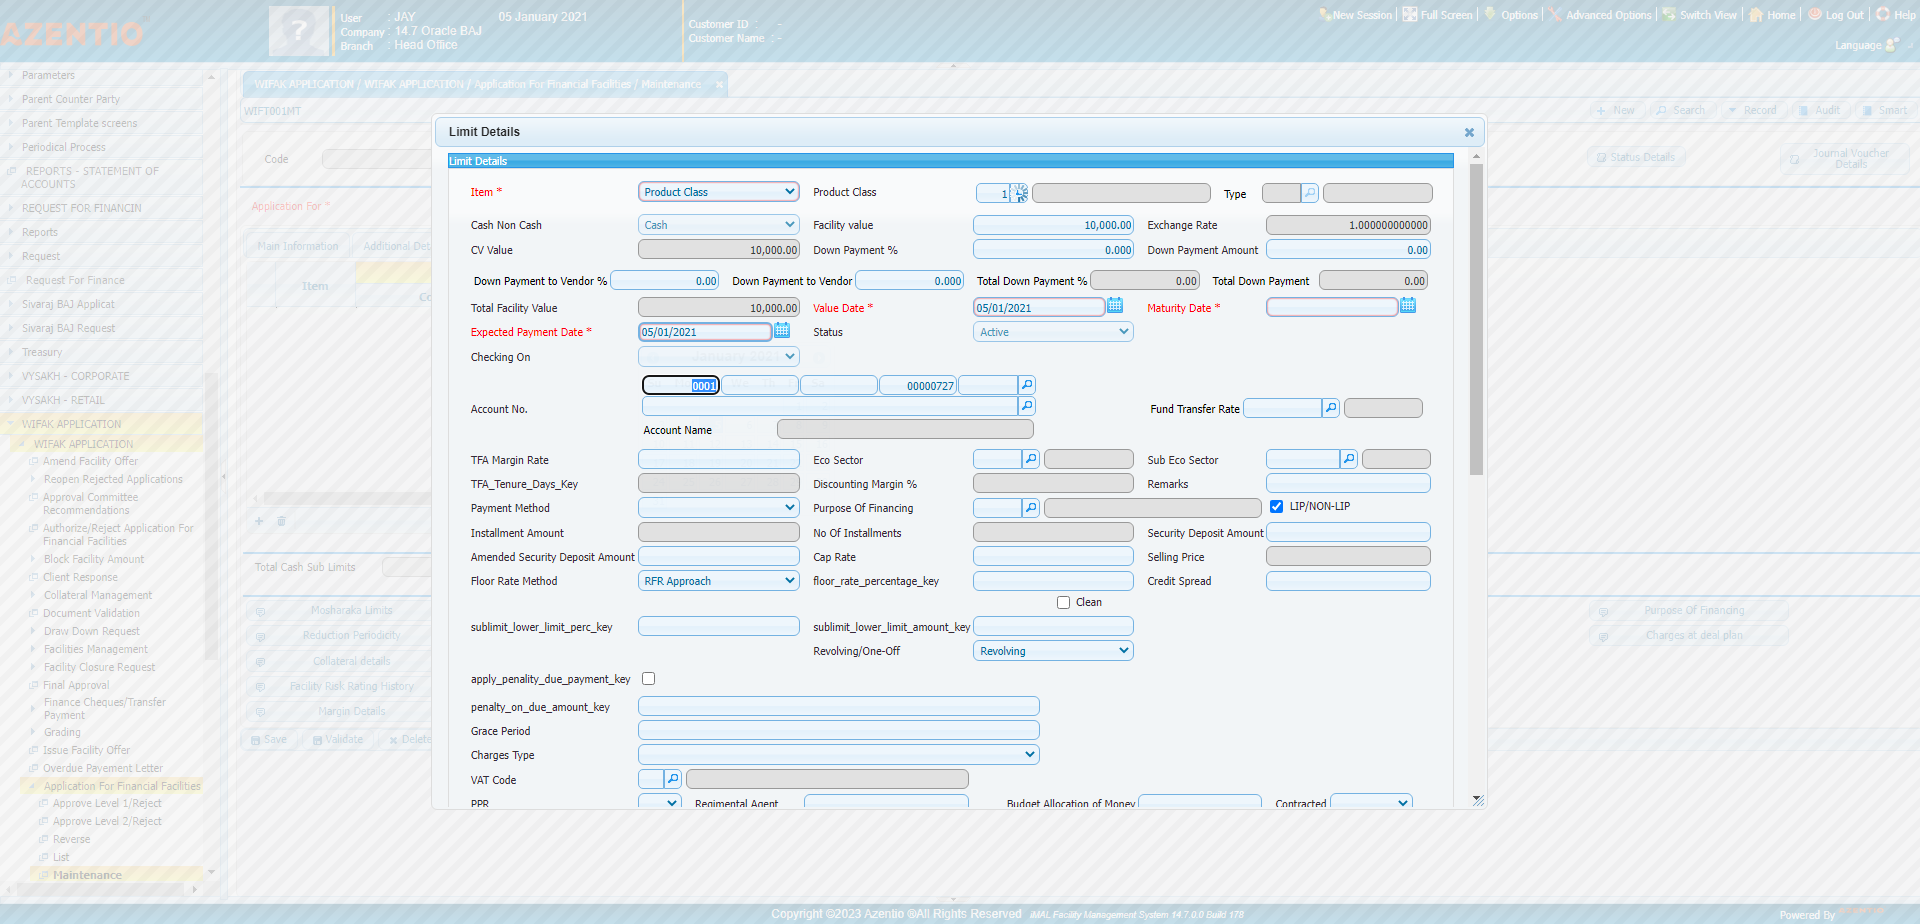 AZENTIO
User : JAY 05 January 2021
Company : 14.7 Oracle BAJ
Branch : Head Office
Customer ID : -
Customer Name : -
New Session Full Screen Options Advanced Options Switch View Home Log Out Help
Language
Parameters
Parent Counter Party
Parent Template screens
Periodical Process
REPORTS - STATEMENT OF
ACCOUNTS
REQUEST FOR FINANCIN
Reports
Request
Request For Finance
Sivaraj BAJ Applicat
Sivaraj BAJ Request
Treasury
VYSAKH - CORPORATE
VYSAKH - RETAIL
WIFAK APPLICATION
WIFAK APPLICATION
Amend Facility Offer
Reopen Rejected Applications
Approval Committee
Recommendations
Authorize/Reject Application For
Financial Facilities
Block Facility Amount
Client Response
Collateral Management
Document Validation
Draw Down Request
Facilities Management
Facility Closure Request
Final Approval
Finance Cheques/Transfer
Payment
Grading
Issue Facility Offer
Overdue Payement Letter
Application For Financial Facilities
Approve Level 1/Reject
Approve Level 2/Reject
Reverse
List
Maintenance
WIFAK APPLICATION / WIFAK APPLICATION / Application For Financial Facilities / Maintenance
WIFT001MT
New Search Record Audit Smart
Code
Status Details
Journal Voucher
Details
Application For *
Main Information Additional Det
Item
Co
Total Cash Sub Limits
Mosharaka Limits
Reduction Periodicity
Collateral details
Facility Risk Rating History
Margin Details
Purpose Of Financing
Charges at deal plan
Save Validate Delete
Limit Details
Limit Details
Item * Product Class Product Class 1 Type
Cash Non Cash Cash Facility value 10,000.00 Exchange Rate 1.000000000000
CV Value 10,000.00 Down Payment % 0.000 Down Payment Amount 0.00
Down Payment to Vendor % 0.00 Down Payment to Vendor 0.000 Total Down Payment % 0.00 Total Down Payment 0.00
Total Facility Value 10,000.00 Value Date * 05/01/2021 Maturity Date *
Expected Payment Date * 05/01/2021 Status Active
Checking On
0001 00000727
Account No. Fund Transfer Rate
Account Name
TFA Margin Rate Eco Sector Sub Eco Sector
TFA_Tenure_Days_Key Discounting Margin % Remarks
Payment Method Purpose Of Financing LIP/NON-LIP
Installment Amount No Of Installments Security Deposit Amount
Amended Security Deposit Amount Cap Rate Selling Price
Floor Rate Method RFR Approach floor_rate_percentage_key Credit Spread
Clean
sublimit_lower_limit_perc_key sublimit_lower_limit_amount_key
Revolving/One-Off Revolving
apply_penality_due_payment_key
penalty_on_due_amount_key
Grace Period
Charges Type
VAT Code
PPR Regimental Agent Budget Allocation of Money Contracted
Copyright ©2023 Azentio ®All Rights Reserved iMAL Facility Management System 14.7.0.0 Build 178
Powered By